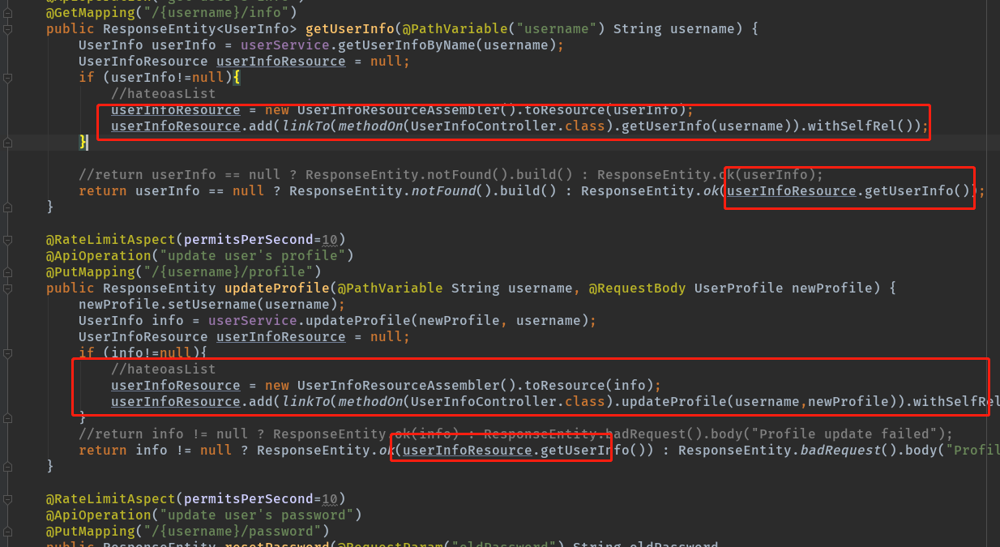 @GetMapping("/{username}/info")
public ResponseEntity<UserInfo> getUserInfo(@PathVariable("username") String username) {
UserInfo userInfo = userService.getUserInfoByName(username);
UserInfoResource userInfoResource = null;
if (userInfo!=null){
//hateoasList
userInfoResource = new UserInfoResourceAssembler().toResource(userInfo);
userInfoResource.add(linkTo(methodOn(UserInfoController.class).getUserInfo(username)).withSelfRel());
}
//return userInfo == null ? ResponseEntity.notFound().build() : ResponseEntity.ok(userInfo);
return userInfo == null ? ResponseEntity.notFound().build() : ResponseEntity.ok(userInfoResource.getUserInfo());
}
@RateLimitAspect(permitsPerSecond=10)
@ApiOperation("update user's profile")
@PutMapping("/{username}/profile")
public ResponseEntity updateProfile(@PathVariable String username, @RequestBody UserProfile newProfile) {
newProfile.setUsername(username);
UserInfo info = userService.updateProfile(newProfile, username);
UserInfoResource userInfoResource = null;
if (info!=null){
//hateoasList
userInfoResource = new UserInfoResourceAssembler().toResource(info);
userInfoResource.add(linkTo(methodOn(UserInfoController.class).updateProfile(username,newProfile)).withSelfRel
}
//return info != null ? ResponseEntity.ok(info) : ResponseEntity.badRequest().body("Profile update failed");
return info != null ? ResponseEntity.ok(userInfoResource.getUserInfo()) : ResponseEntity.badRequest().body("Profil
}
@RateLimitAspect(permitsPerSecond=10)
@ApiOperation("update user's password")
@PutMapping("/{username}/password")
public ResponseEntity resetPassword(@RequestParam("oldPassword") String oldPassword